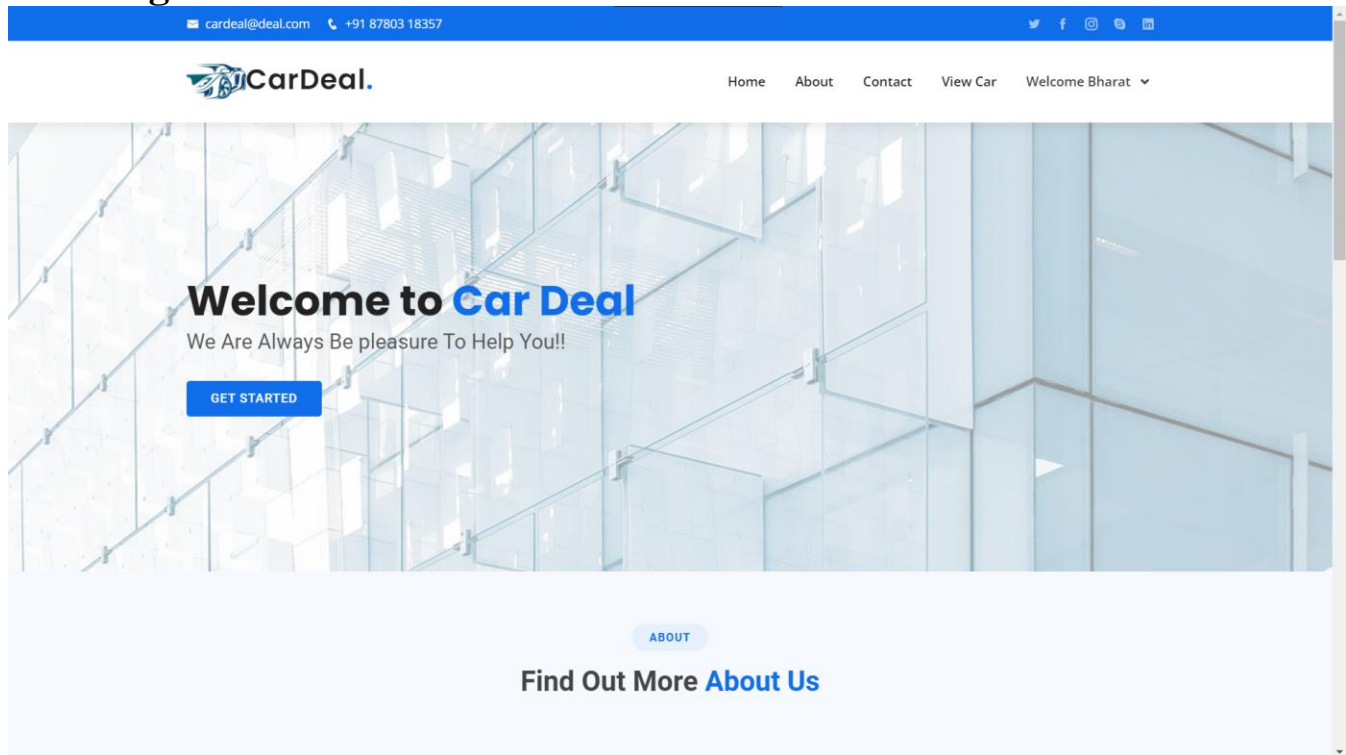 cardeal@deal.com +91 87803 18357
CarDeal.
Home About Contact View Car Welcome Bharat
Welcome to Car Deal
We Are Always Be pleasure To Help You!!
GET STARTED
ABOUT
Find Out More About Us